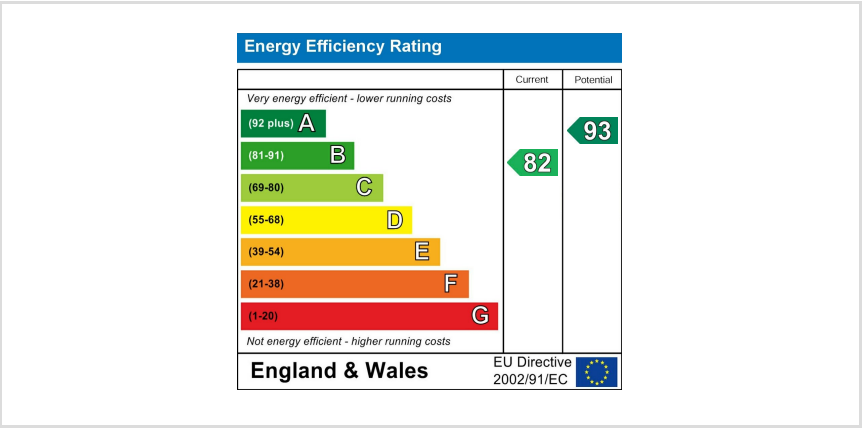 Energy Efficiency Rating
Current Potential
Very energy efficient - lower running costs
(92 plus) A
93
(81-91) B
82
(69-80) C
(55-68) D
(39-54) E
(21-38) F
(1-20) G
Not energy efficient - higher running costs
England & Wales
EU Directive
2002/91/EC